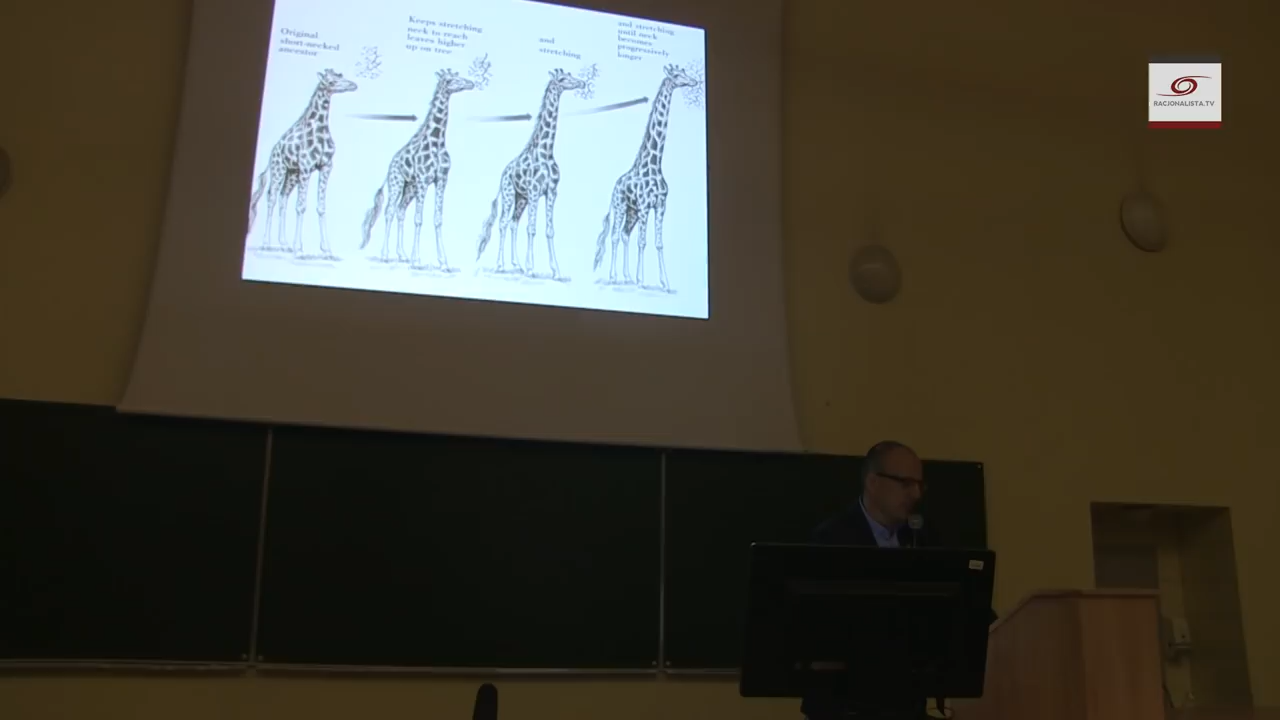 Original
short-necked
ancestor
Keeps stretching
neck to reach
leaves higher
up on tree
and
stretching
and stretching
until neck
becomes
progressively
longer
RACJONALISTA.TV